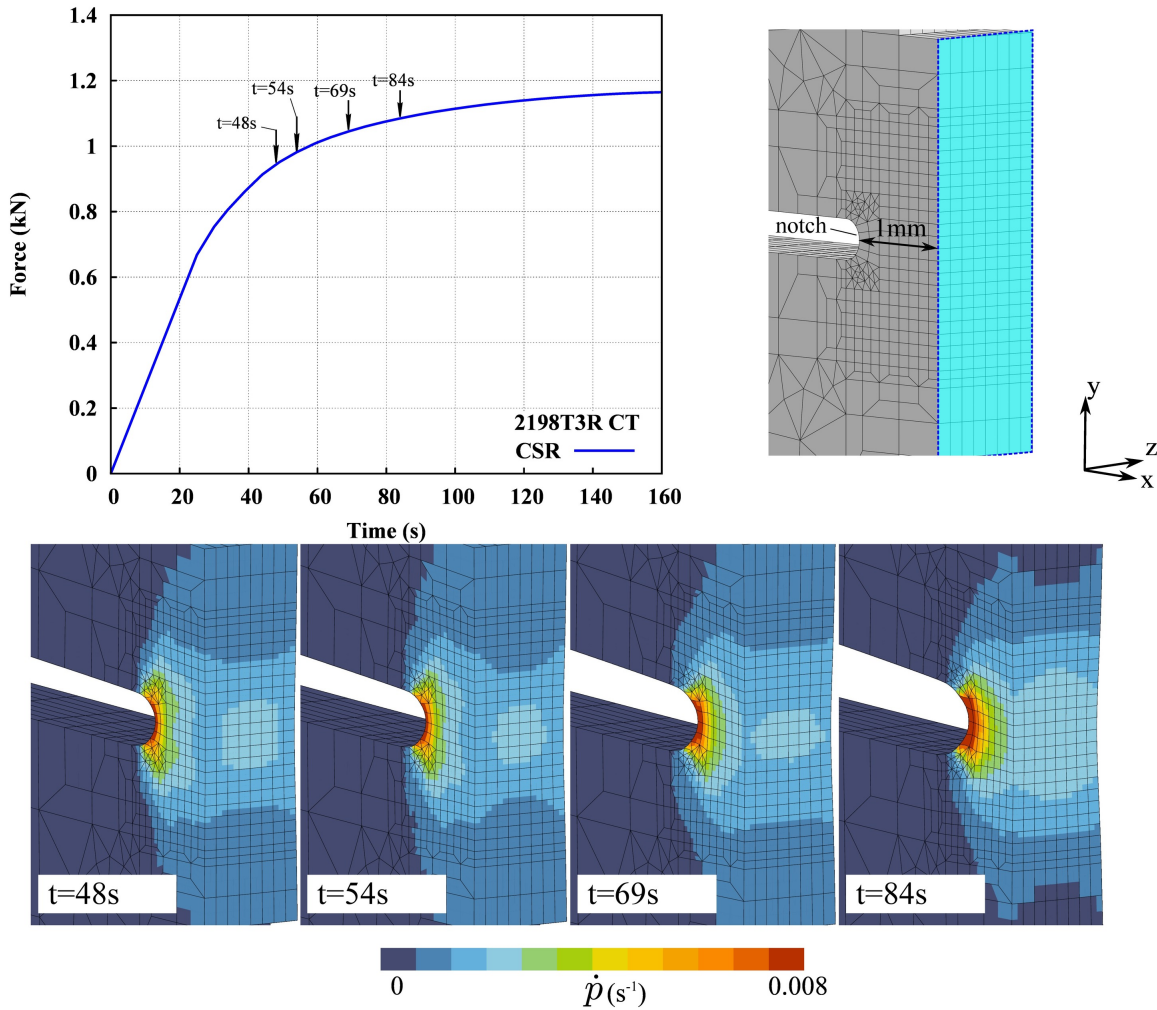 1.4
1.2
1
0.8
0.6
0.4
0.2
0
Force (kN)
t=48s
t=54s
t=69s
t=84s
2198T3R CT
CSR
0 20 40 60 80 100 120 140 160
Time (s)
notch
1mm
y
z
x
t=48s
t=54s
t=69s
t=84s
0 ṗ (s⁻¹) 0.008